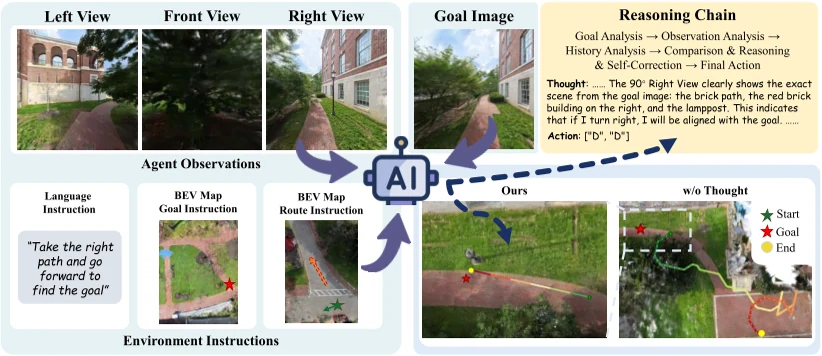 Left View
Front View
Right View
Agent Observations
Language
Instruction
"Take the right
path and go
forward to
find the goal"
BEV Map
Goal Instruction
BEV Map
Route Instruction
Environment Instructions
Goal Image
AI
Reasoning Chain
Goal Analysis → Observation Analysis →
History Analysis → Comparison & Reasoning
& Self-Correction → Final Action
Thought: …… The 90° Right View clearly shows the exact
scene from the goal image: the brick path, the red brick
building on the right, and the lamppost. This indicates
that if I turn right, I will be aligned with the goal. ……
Action: ["D", "D"]
Ours
w/o Thought
Start
Goal
End